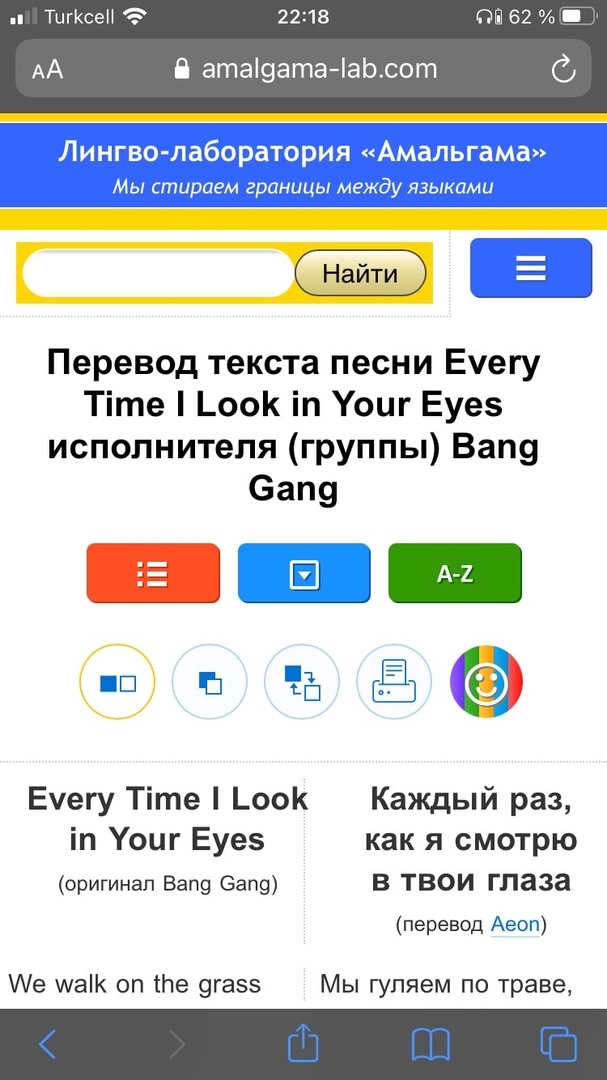 Turkcell 22:18 62 %
AA amalgama-lab.com
Лингво-лаборатория «Амальгама»
Мы стираем границы между языками
Найти
Перевод текста песни Every
Time I Look in Your Eyes
исполнителя (группы) Bang
Gang
A-Z
Every Time I Look
in Your Eyes
(оригинал Bang Gang)
Каждый раз,
как я смотрю
в твои глаза
(перевод Aeon)
We walk on the grass
Мы гуляем по траве,